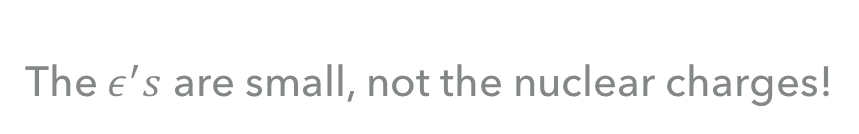 The ϵ's are small, not the nuclear charges!